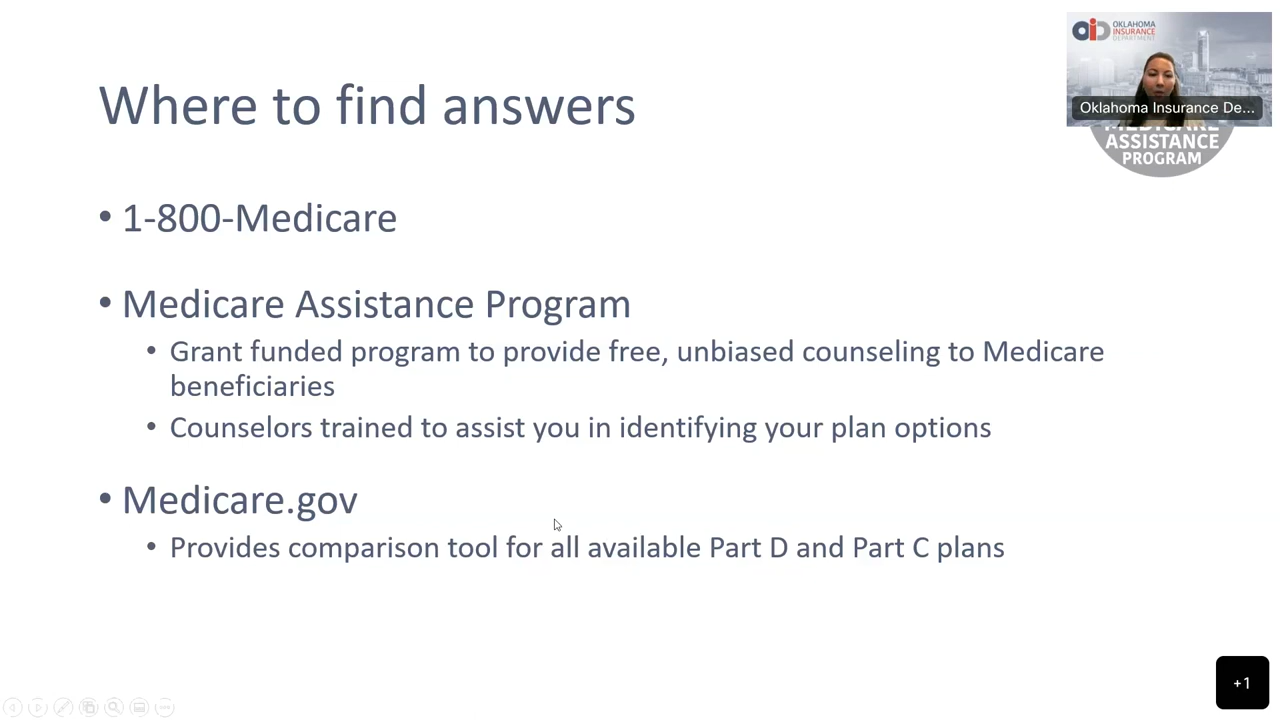 Where to find answers
OKLAHOMA
INSURANCE
DEPARTMENT
Oklahoma Insurance De...
MEDICARE
ASSISTANCE
PROGRAM
• 1-800-Medicare
• Medicare Assistance Program
• Grant funded program to provide free, unbiased counseling to Medicare
beneficiaries
• Counselors trained to assist you in identifying your plan options
• Medicare.gov
• Provides comparison tool for all available Part D and Part C plans
+1